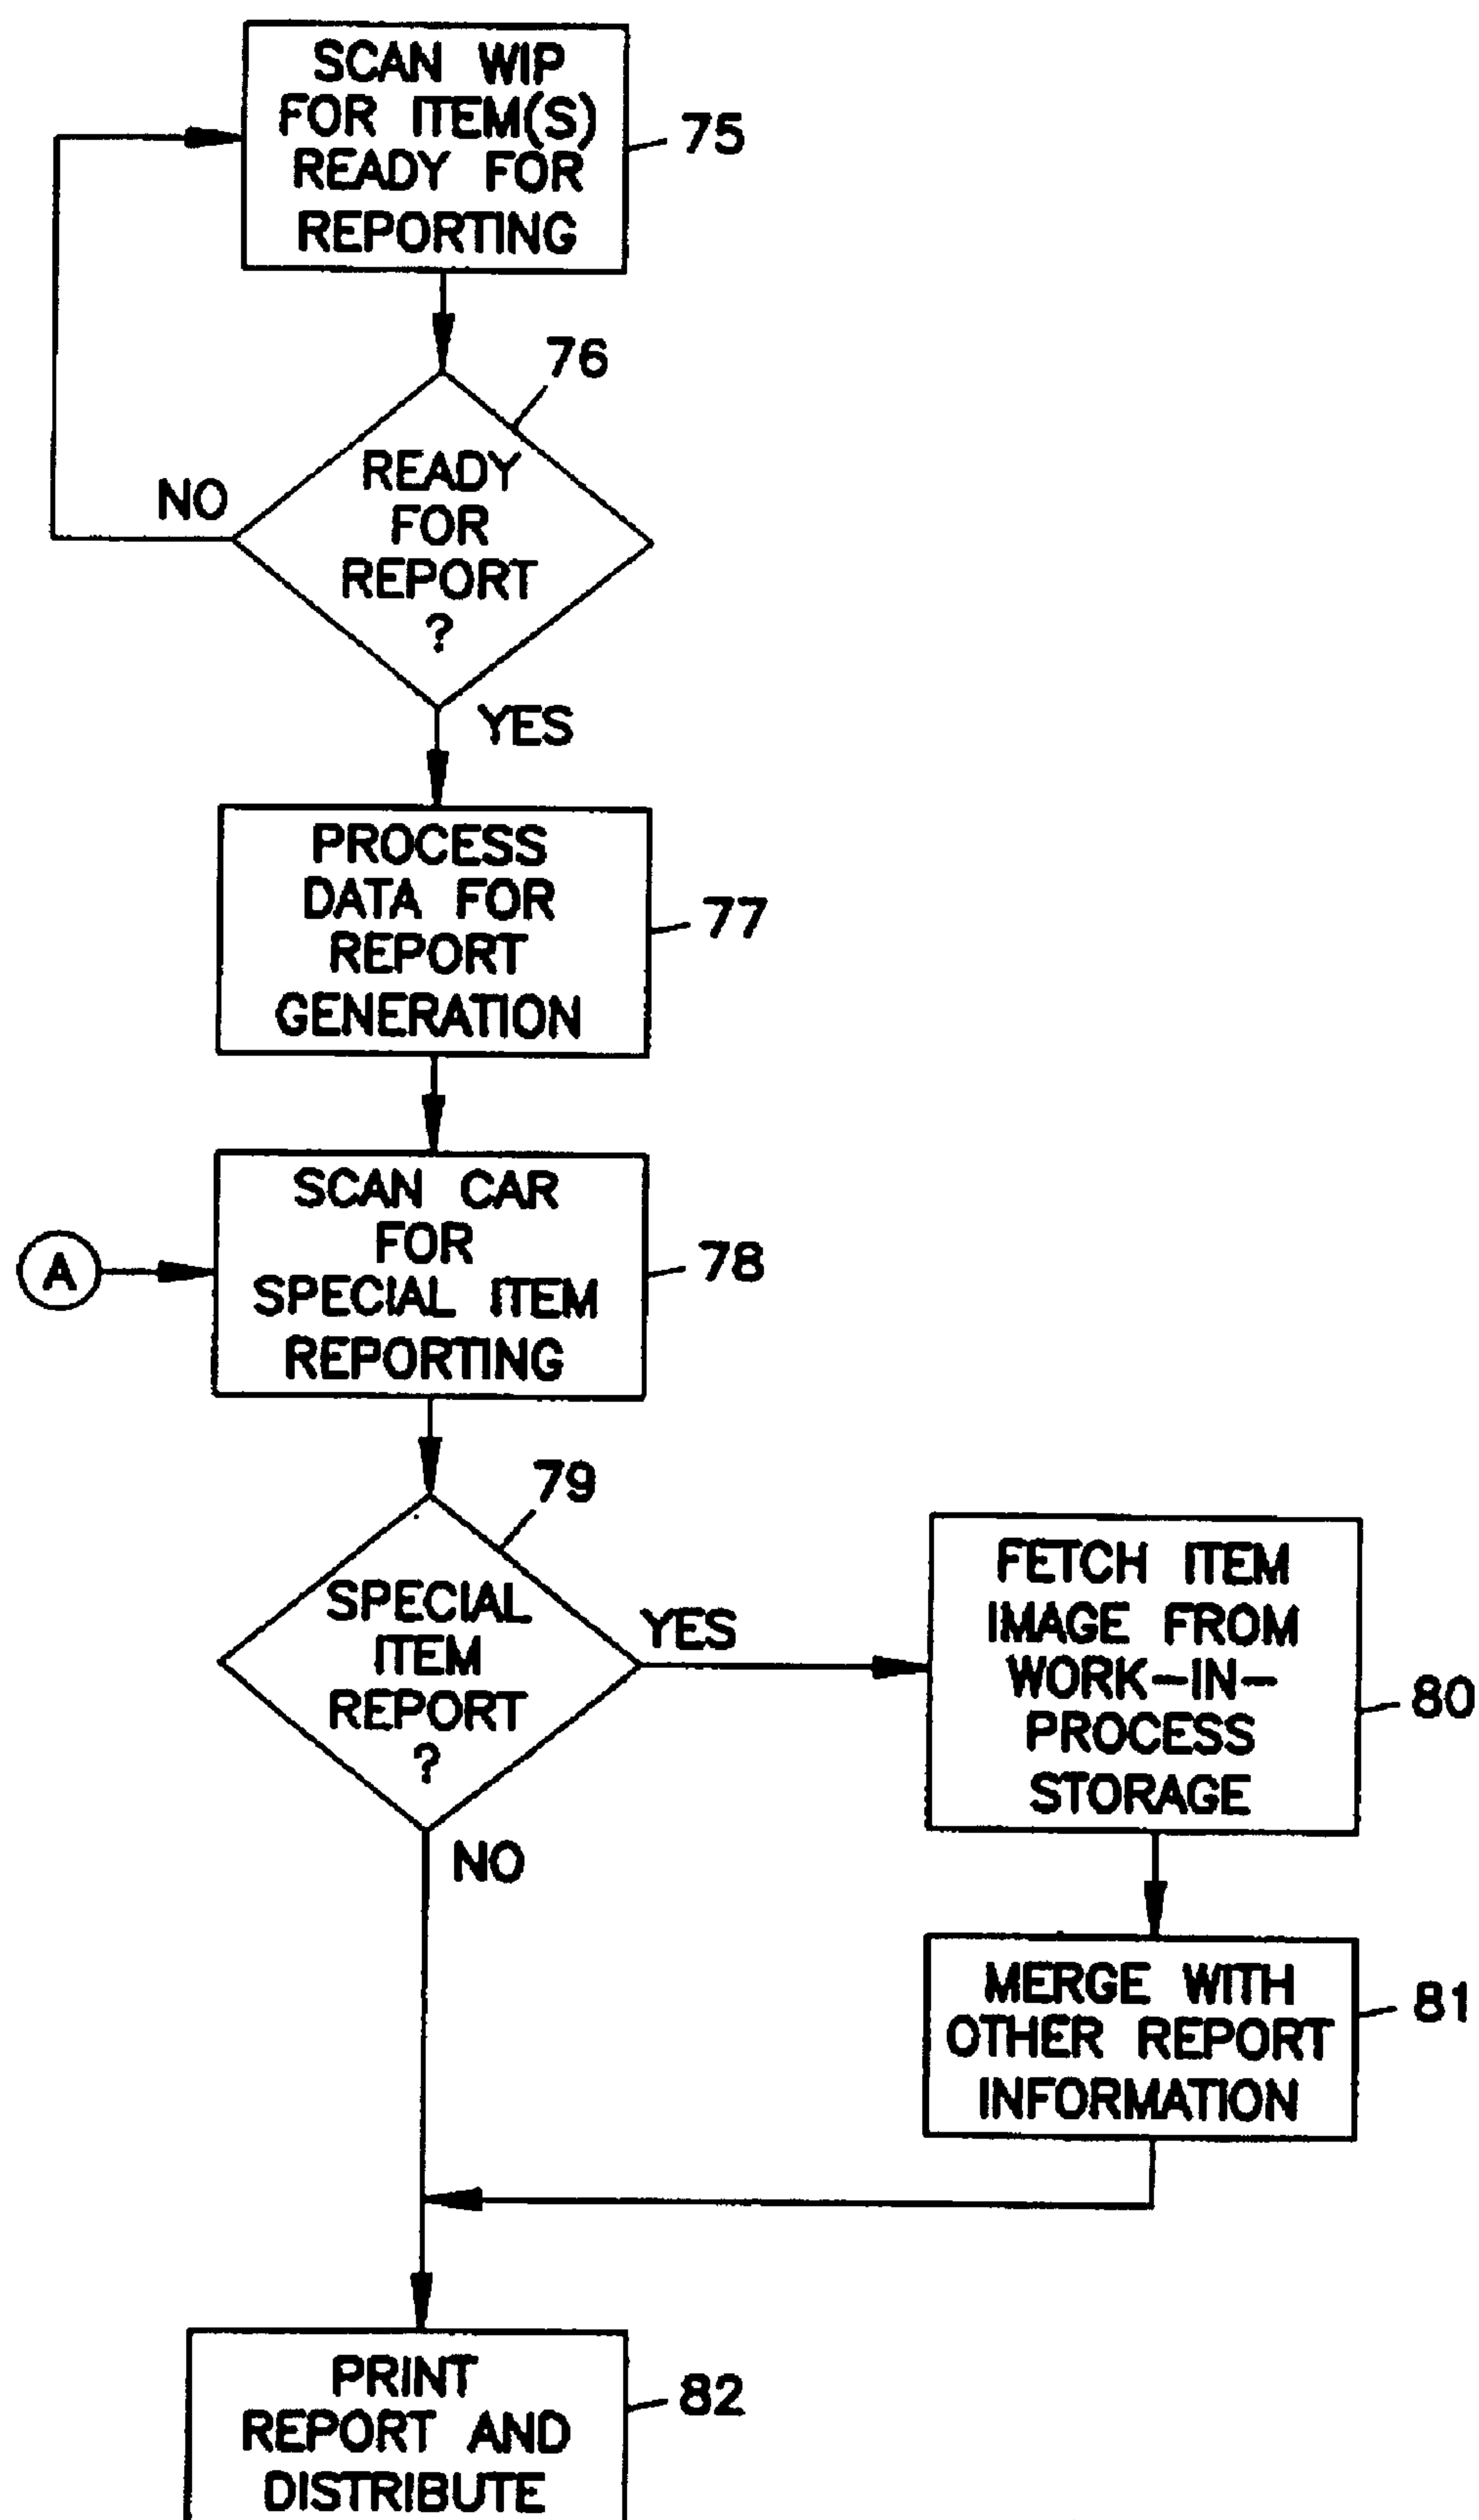 SCAN WIP
FOR ITEM(S)
READY FOR
REPORTING
75
76
READY
FOR
REPORT
?
NO
YES
PROCESS
DATA FOR
REPORT
GENERATION
77
SCAN CAR
FOR
SPECIAL ITEM
REPORTING
78
A
79
SPECIAL
ITEM
REPORT
?
YES
NO
FETCH ITEM
IMAGE FROM
WORK-IN-
PROCESS
STORAGE
80
MERGE WITH
OTHER REPORT
INFORMATION
81
PRINT
REPORT AND
DISTRIBUTE
82